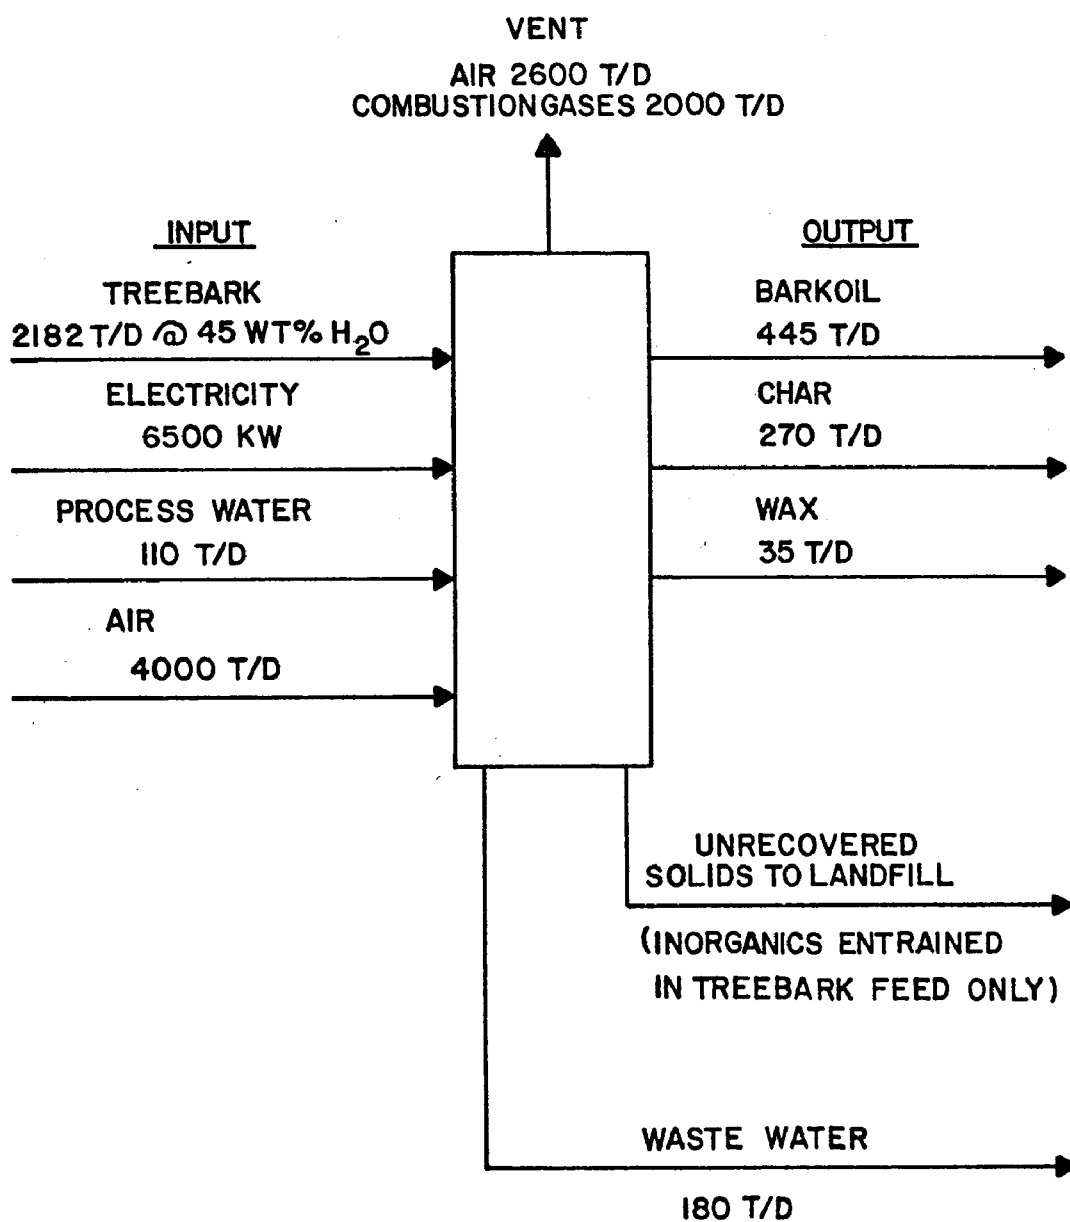 VENT
AIR 2600 T/D
COMBUSTION GASES 2000 T/D
INPUT
TREEBARK
2182 T/D @ 45 WT% H₂O
ELECTRICITY
6500 KW
PROCESS WATER
110 T/D
AIR
4000 T/D
OUTPUT
BARKOIL
445 T/D
CHAR
270 T/D
WAX
35 T/D
UNRECOVERED
SOLIDS TO LANDFILL
(INORGANICS ENTRAINED
IN TREEBARK FEED ONLY)
WASTE WATER
180 T/D